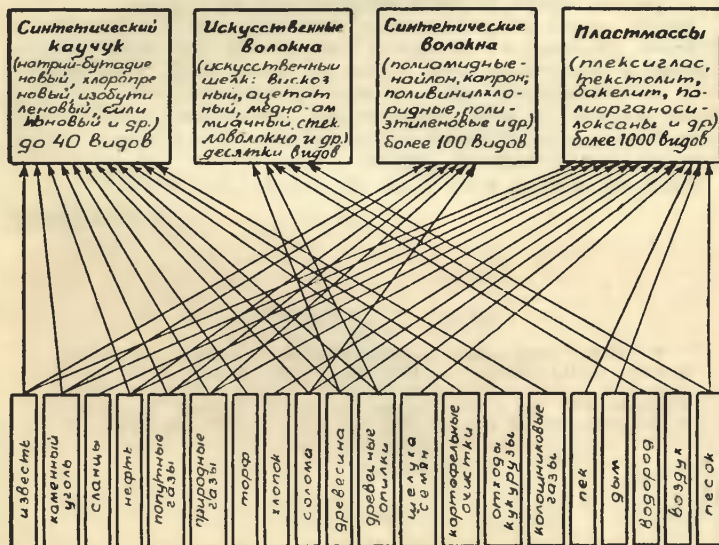 Синтетический
каучук
(натрий-бутадие
новый, хлоропре
новый, изобути
леновый, сили
коновый и др.)
до 40 видов
Искусственные
волокна
(искусственный
шелк: вискоз
ный, ацетат
ный, медно-ам
миачный, стек
ловолокно и др.)
десятки видов
Синтетические
волокна
(полиамидные-
найлон, капрон;
поливинилхло-
ридные, поли-
этиленовые и др)
более 100 видов
Пластмассы
(плексиглас,
текстолит,
бакелит, по-
лиорганоси-
локсаны и др)
более 1000 видов
известь
каменный
уголь
сланцы
нефть
попутные
газы
природные
газы
торф
хлопок
солома
древесина
древесные
опилки
шелуха
семян
картофельные
очистки
отходы
кукурузы
колошниковые
газы
пек
дым
водород
воздух
песок